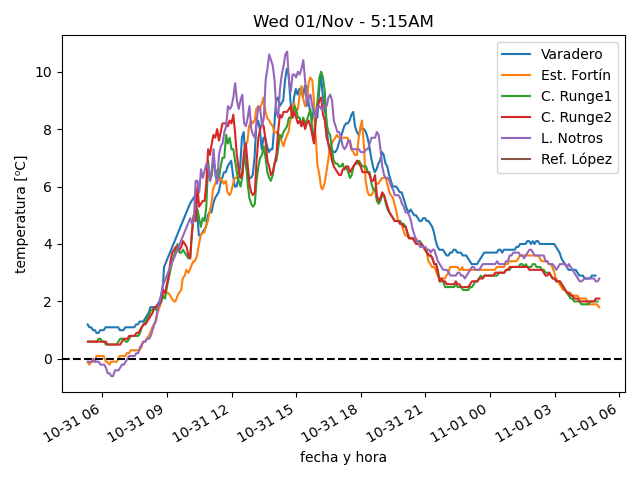 Wed 01/Nov - 5:15AM
temperatura [°C]
10
8
6
4
2
0
Varadero
Est. Fortín
C. Runge1
C. Runge2
L. Notros
Ref. López
10-31 06
10-31 09
10-31 12
10-31 15
10-31 18
10-31 21
11-01 00
11-01 03
11-01 06
fecha y hora